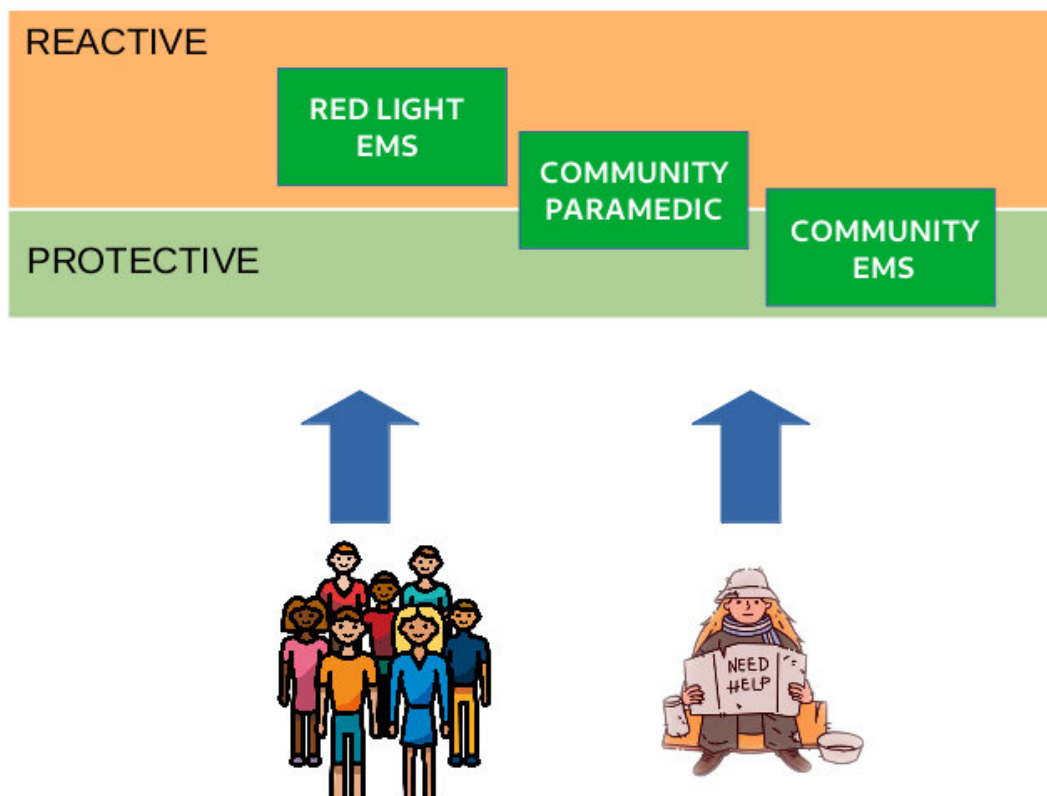 REACTIVE
RED LIGHT
EMS
COMMUNITY
PARAMEDIC
COMMUNITY
EMS
PROTECTIVE
NEED
HELP